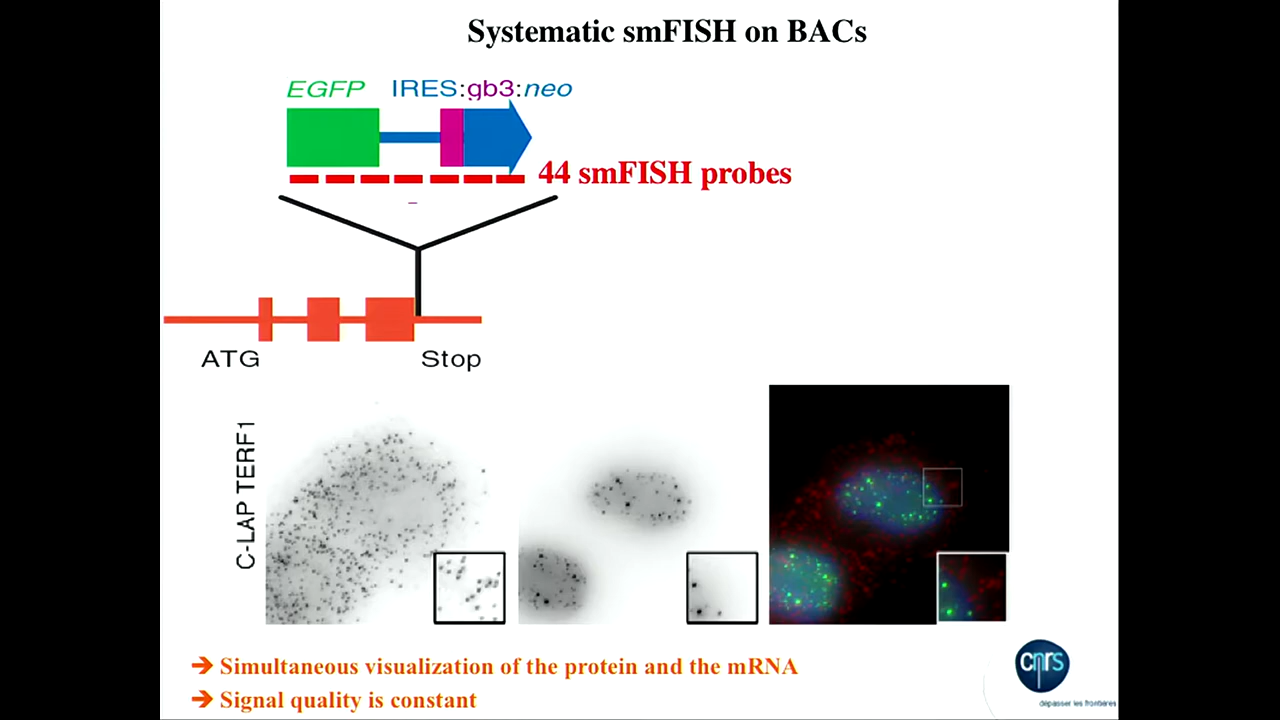 Systematic smFISH on BACs
EGFP IRES:gb3:neo
44 smFISH probes
ATG Stop
C-LAP TERF1
➔ Simultaneous visualization of the protein and the mRNA
➔ Signal quality is constant
cnrs
dépasser les frontières